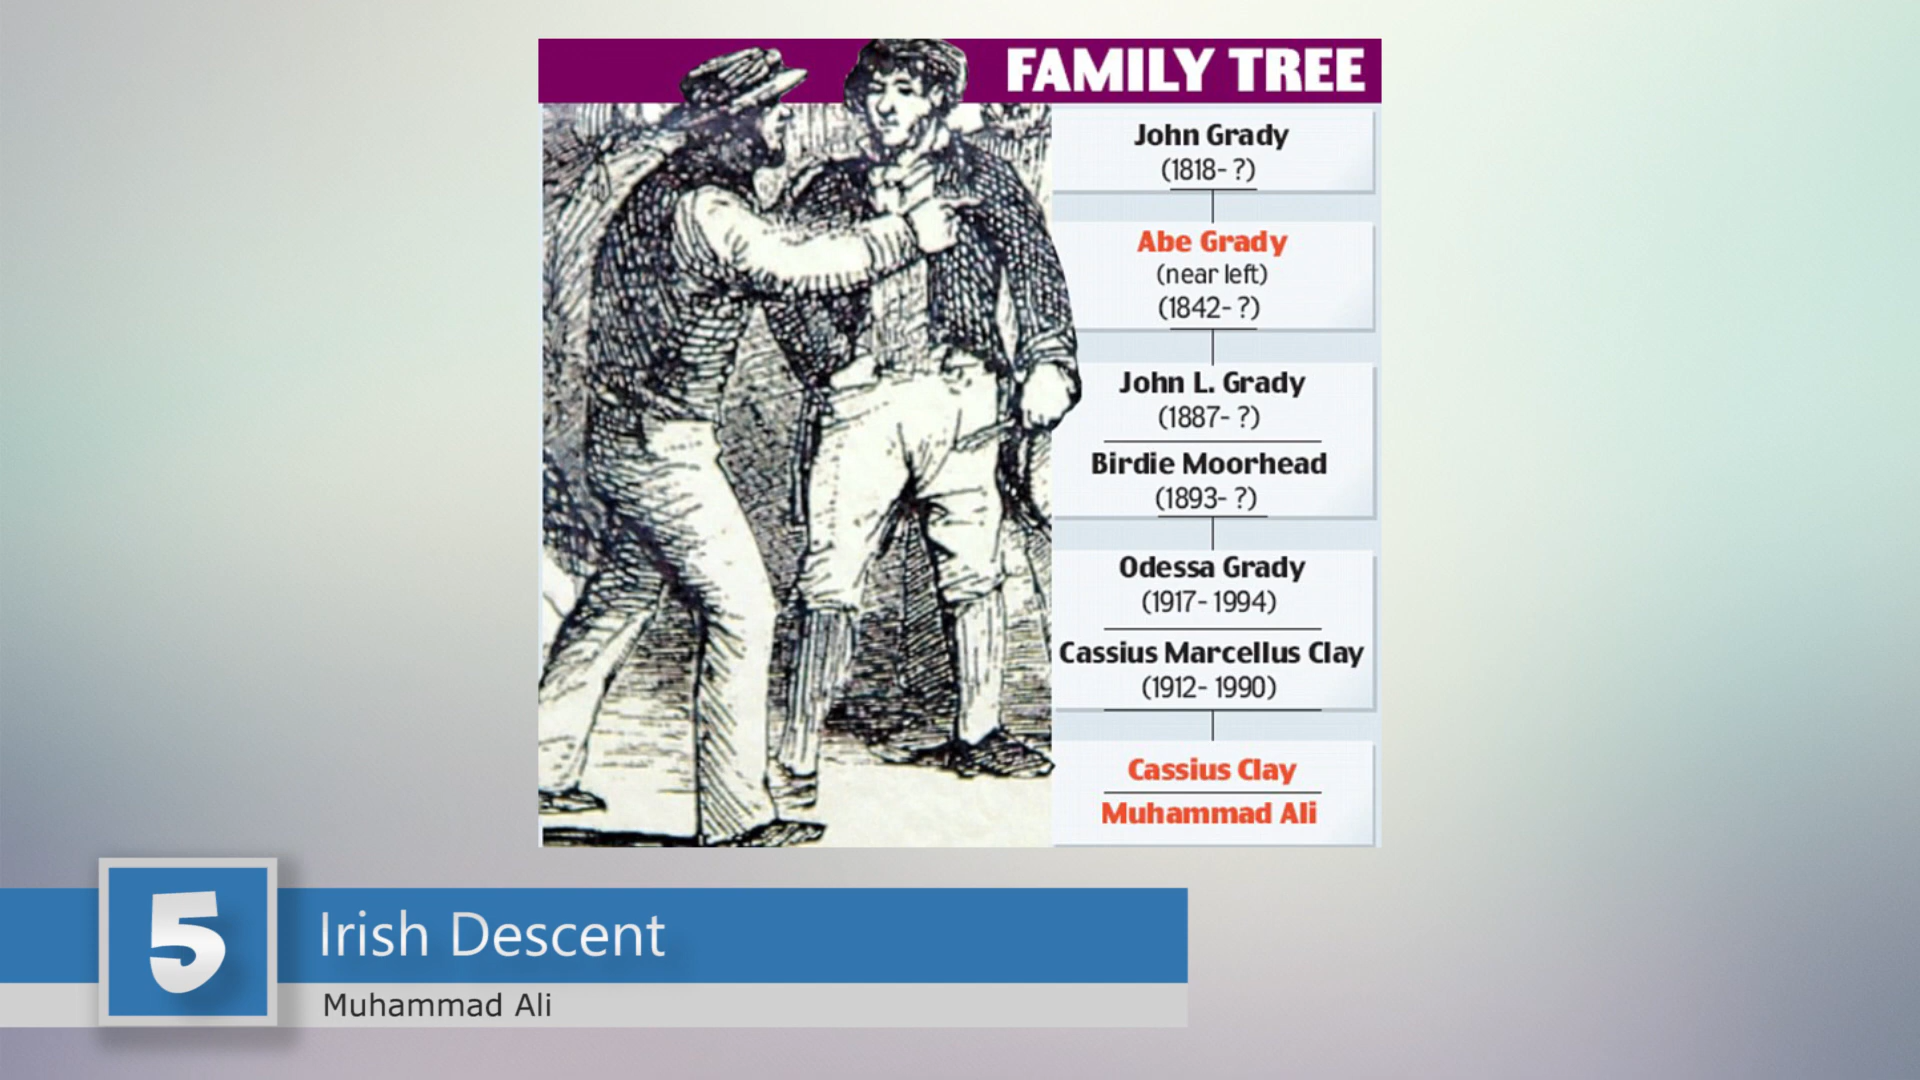 FAMILY TREE
John Grady
(1818- ?)
Abe Grady
(near left)
(1842- ?)
John L. Grady
(1887- ?)
Birdie Moorhead
(1893- ?)
Odessa Grady
(1917- 1994)
Cassius Marcellus Clay
(1912- 1990)
Cassius Clay
Muhammad Ali
5
Irish Descent
Muhammad Ali